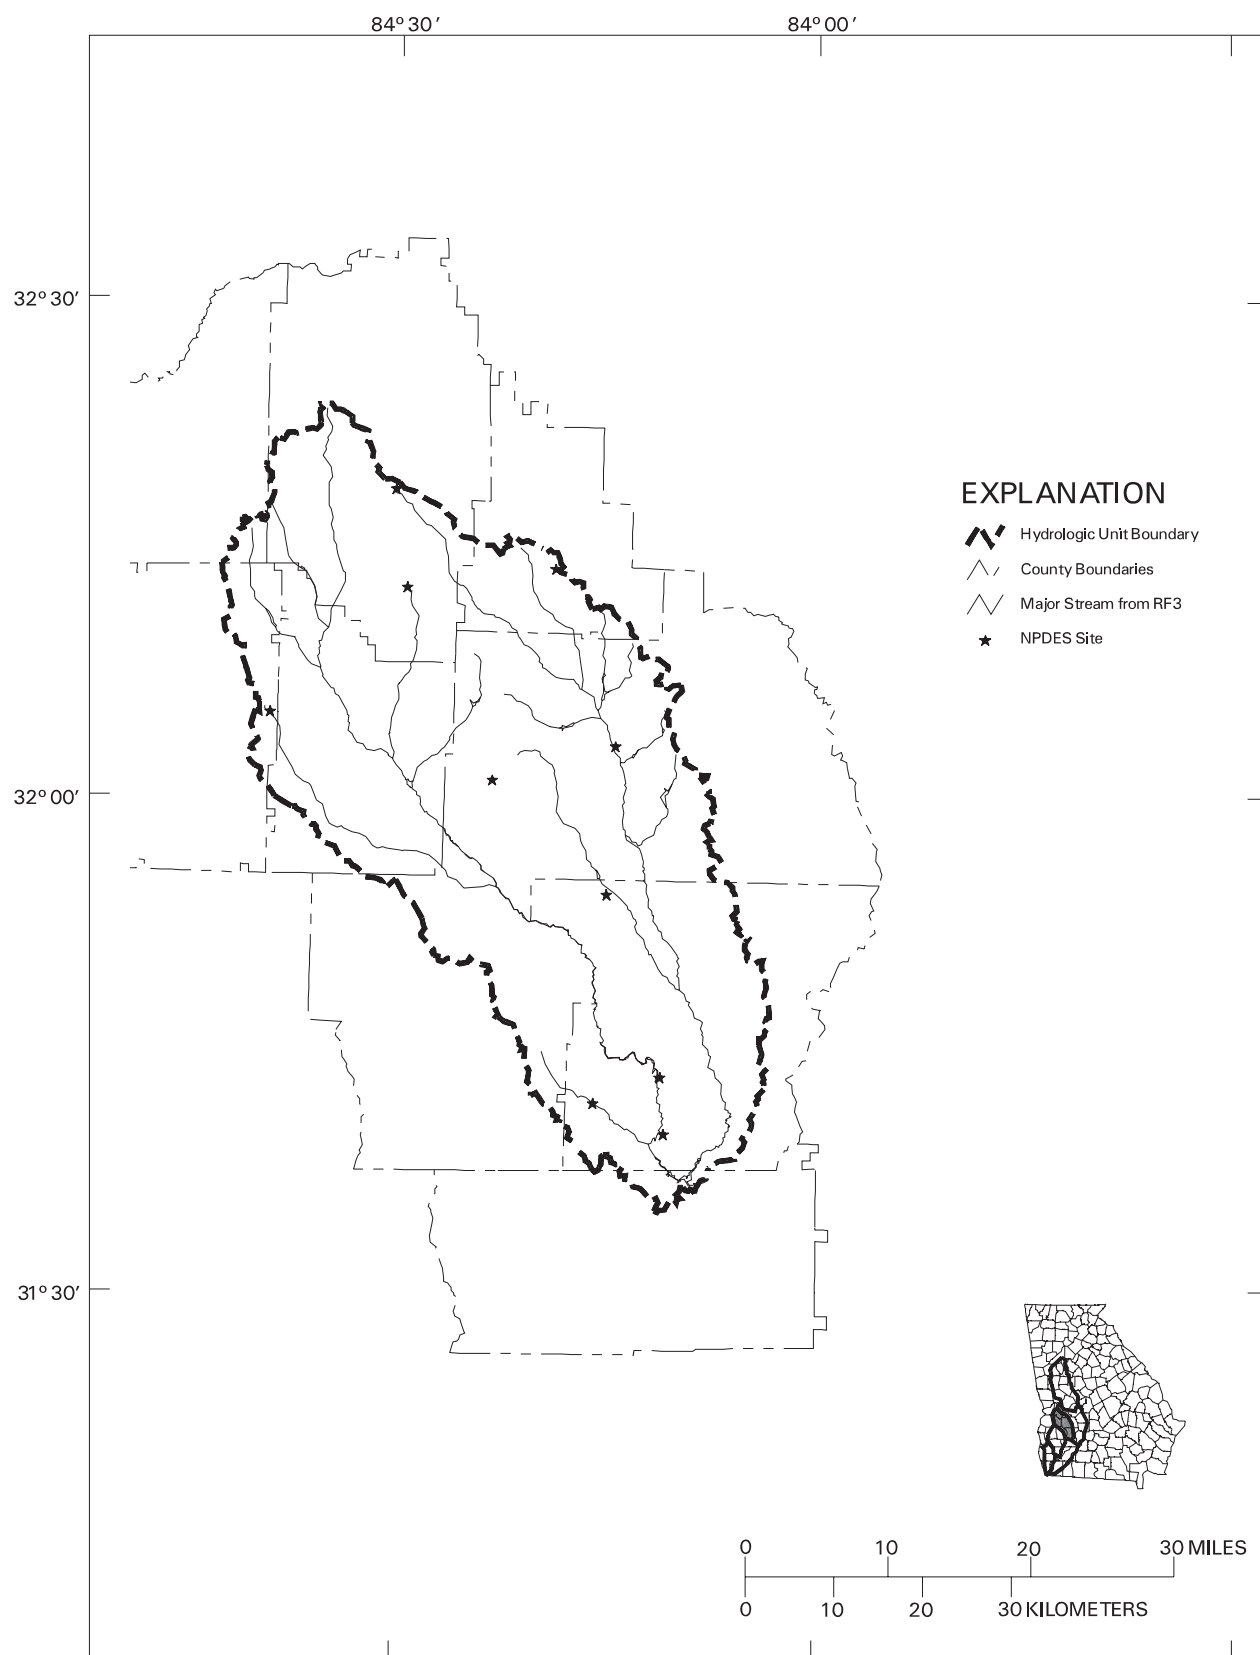 84° 30′ 84° 00′
32° 30′
EXPLANATION
Hydrologic Unit Boundary
County Boundaries
Major Stream from RF3
NPDES Site
32° 00′
31° 30′
0 10 20 30 MILES
0 10 20 30 KILOMETERS